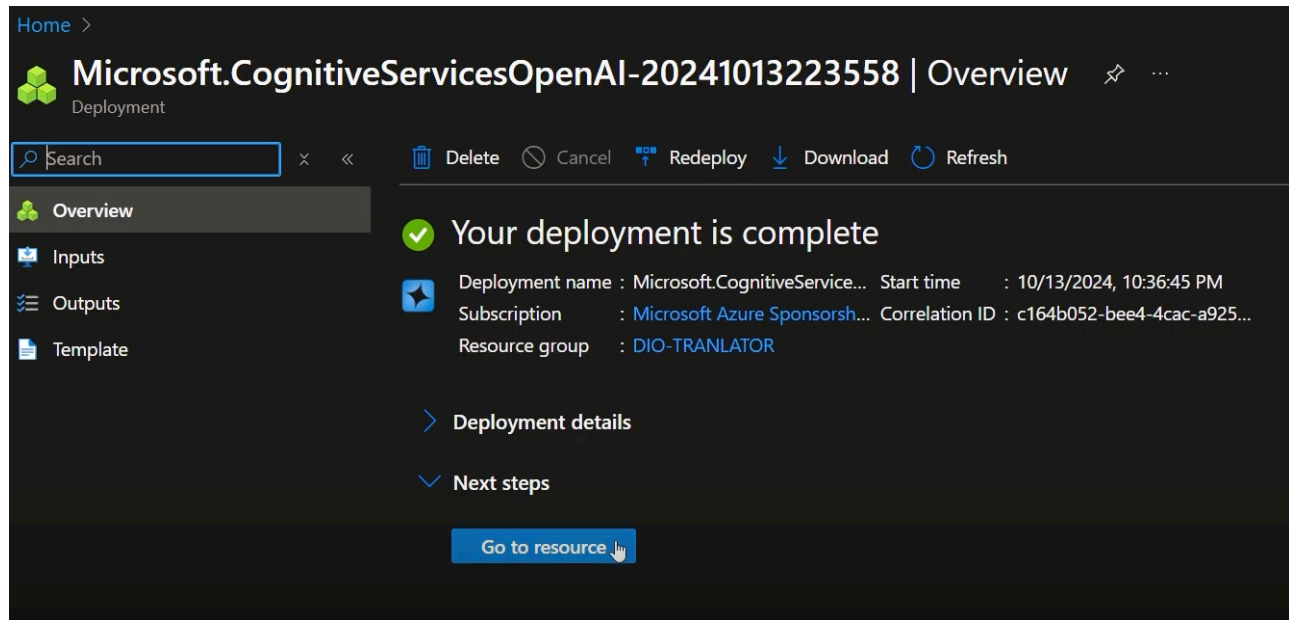 Home >
Microsoft.CognitiveServicesOpenAI-20241013223558 | Overview
Deployment
Search
Delete Cancel Redeploy Download Refresh
Overview
Inputs
Outputs
Template
Your deployment is complete
Deployment name : Microsoft.CognitiveService... Start time : 10/13/2024, 10:36:45 PM
Subscription : Microsoft Azure Sponsorsh... Correlation ID : c164b052-bee4-4cac-a925...
Resource group : DIO-TRANLATOR
Deployment details
Next steps
Go to resource